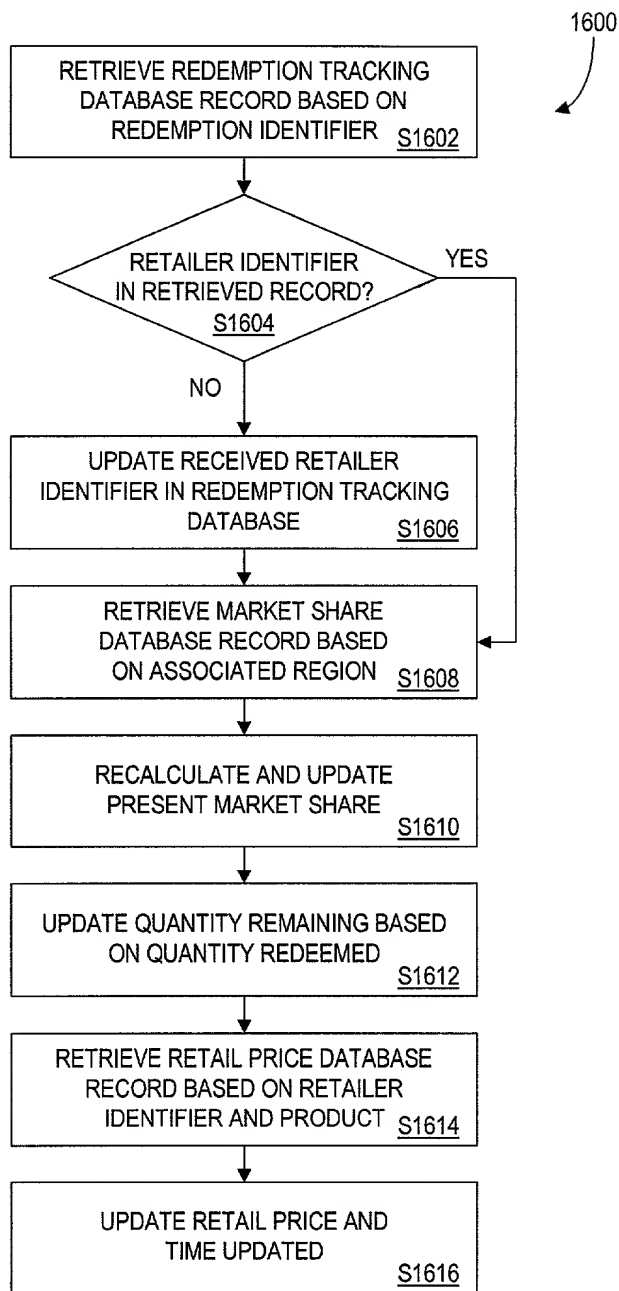 1600
RETRIEVE REDEMPTION TRACKING
DATABASE RECORD BASED ON
REDEMPTION IDENTIFIER
S1602
RETAILER IDENTIFIER
IN RETRIEVED RECORD?
S1604
YES
NO
UPDATE RECEIVED RETAILER
IDENTIFIER IN REDEMPTION TRACKING
DATABASE
S1606
RETRIEVE MARKET SHARE
DATABASE RECORD BASED
ON ASSOCIATED REGION
S1608
RECALCULATE AND UPDATE
PRESENT MARKET SHARE
S1610
UPDATE QUANTITY REMAINING BASED
ON QUANTITY REDEEMED
S1612
RETRIEVE RETAIL PRICE DATABASE
RECORD BASED ON RETAILER
IDENTIFIER AND PRODUCT
S1614
UPDATE RETAIL PRICE AND
TIME UPDATED
S1616